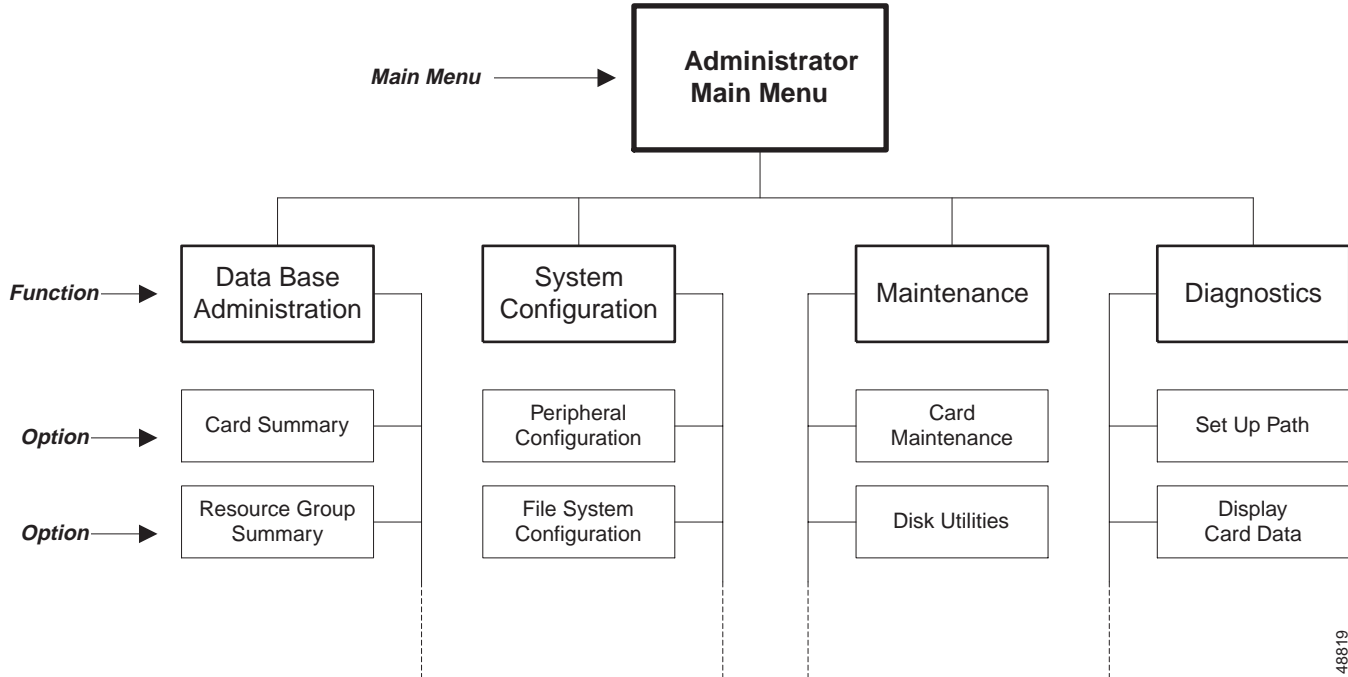 Administrator
Main Menu
Main Menu
Data Base
Administration
System
Configuration
Maintenance
Diagnostics
Function
Card Summary
Peripheral
Configuration
Card
Maintenance
Set Up Path
Option
Resource Group
Summary
File System
Configuration
Disk Utilities
Display
Card Data
Option
48819